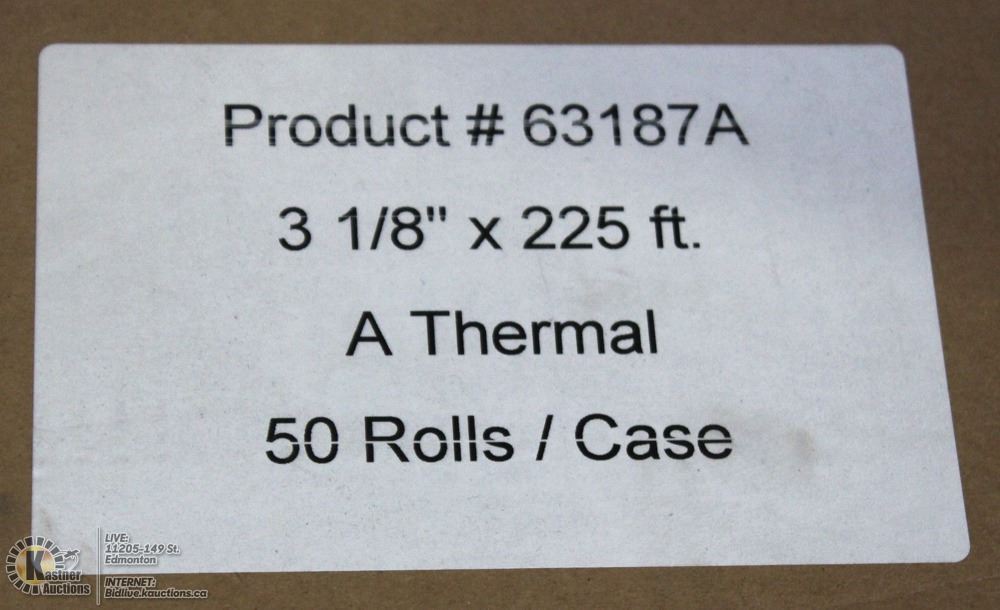 Product # 63187A
3 1/8" x 225 ft.
A Thermal
50 Rolls / Case
Kastner
Auctions
LIVE:
11205-149 St.
Edmonton
INTERNET:
Bidlive.kauctions.ca